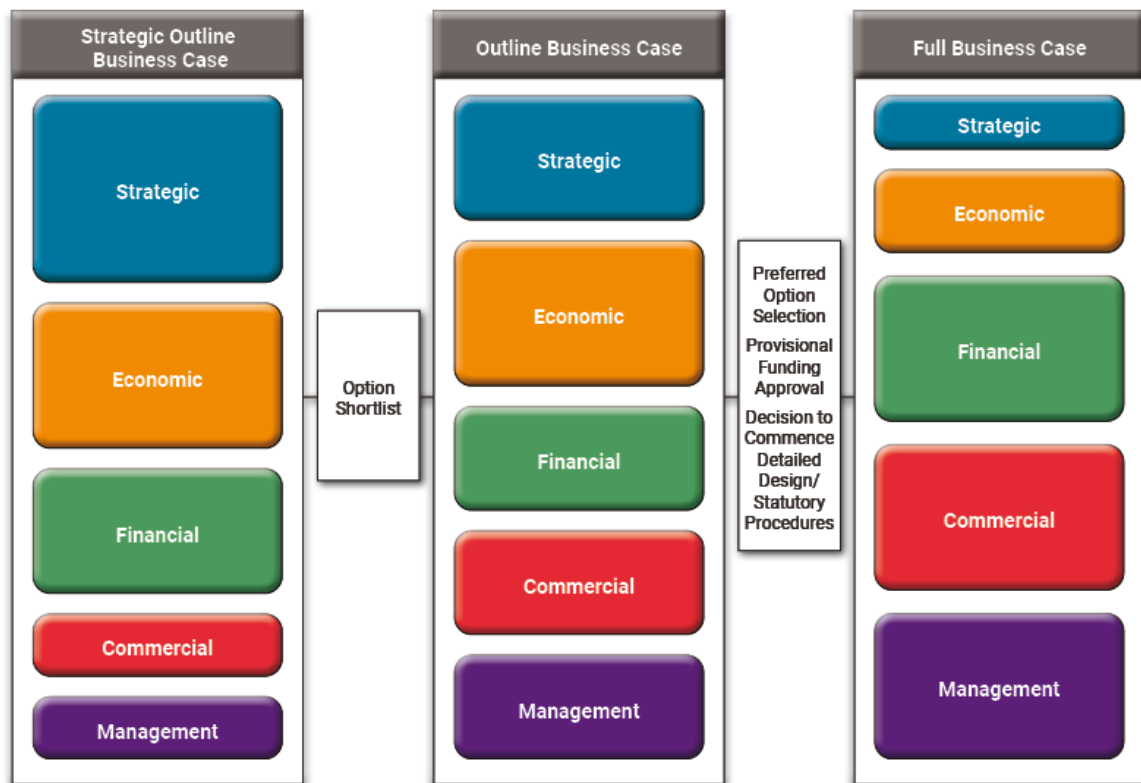 Strategic Outline
Business Case
Strategic
Economic
Financial
Commercial
Management
Option
Shortlist
Outline Business Case
Strategic
Economic
Financial
Commercial
Management
Preferred
Option
Selection
Provisional
Funding
Approval
Decision to
Commence
Detailed
Design/
Statutory
Procedures
Full Business Case
Strategic
Economic
Financial
Commercial
Management